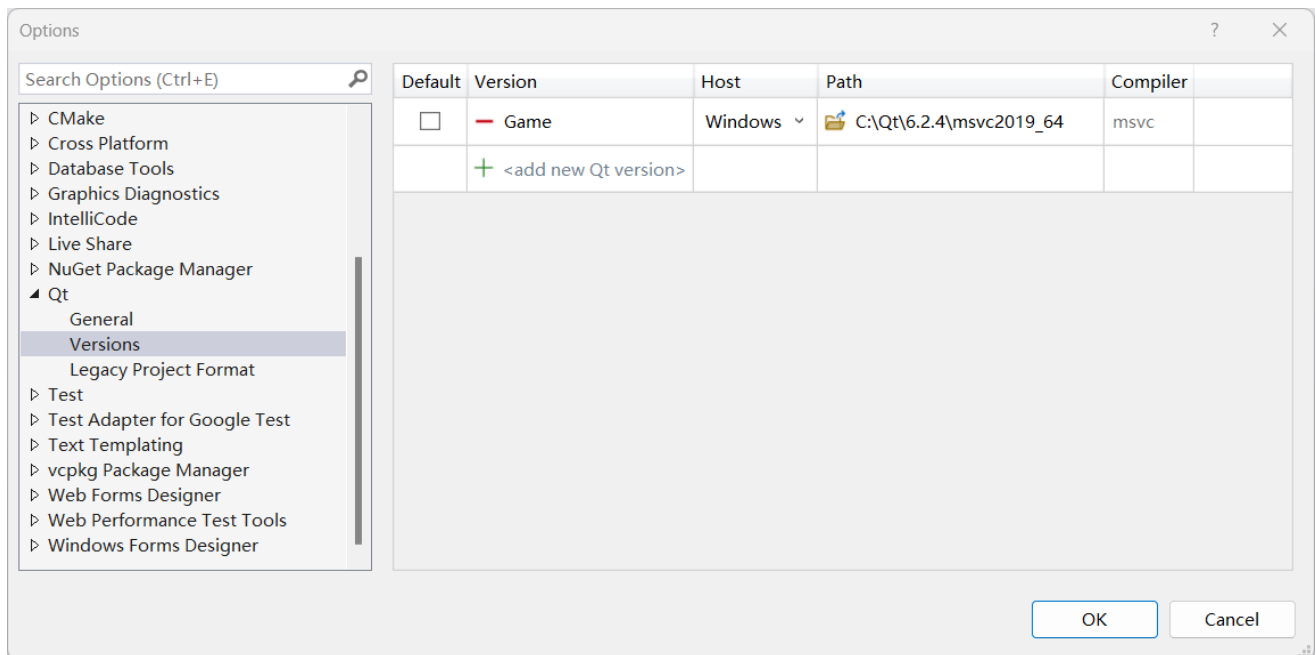 Options
Search Options (Ctrl+E)
CMake
Cross Platform
Database Tools
Graphics Diagnostics
IntelliCode
Live Share
NuGet Package Manager
Qt
General
Versions
Legacy Project Format
Test
Test Adapter for Google Test
Text Templating
vcpkg Package Manager
Web Forms Designer
Web Performance Test Tools
Windows Forms Designer
Default Version Host Path Compiler
Game Windows C:\Qt\6.2.4\msvc2019_64 msvc
<add new Qt version>
OK Cancel